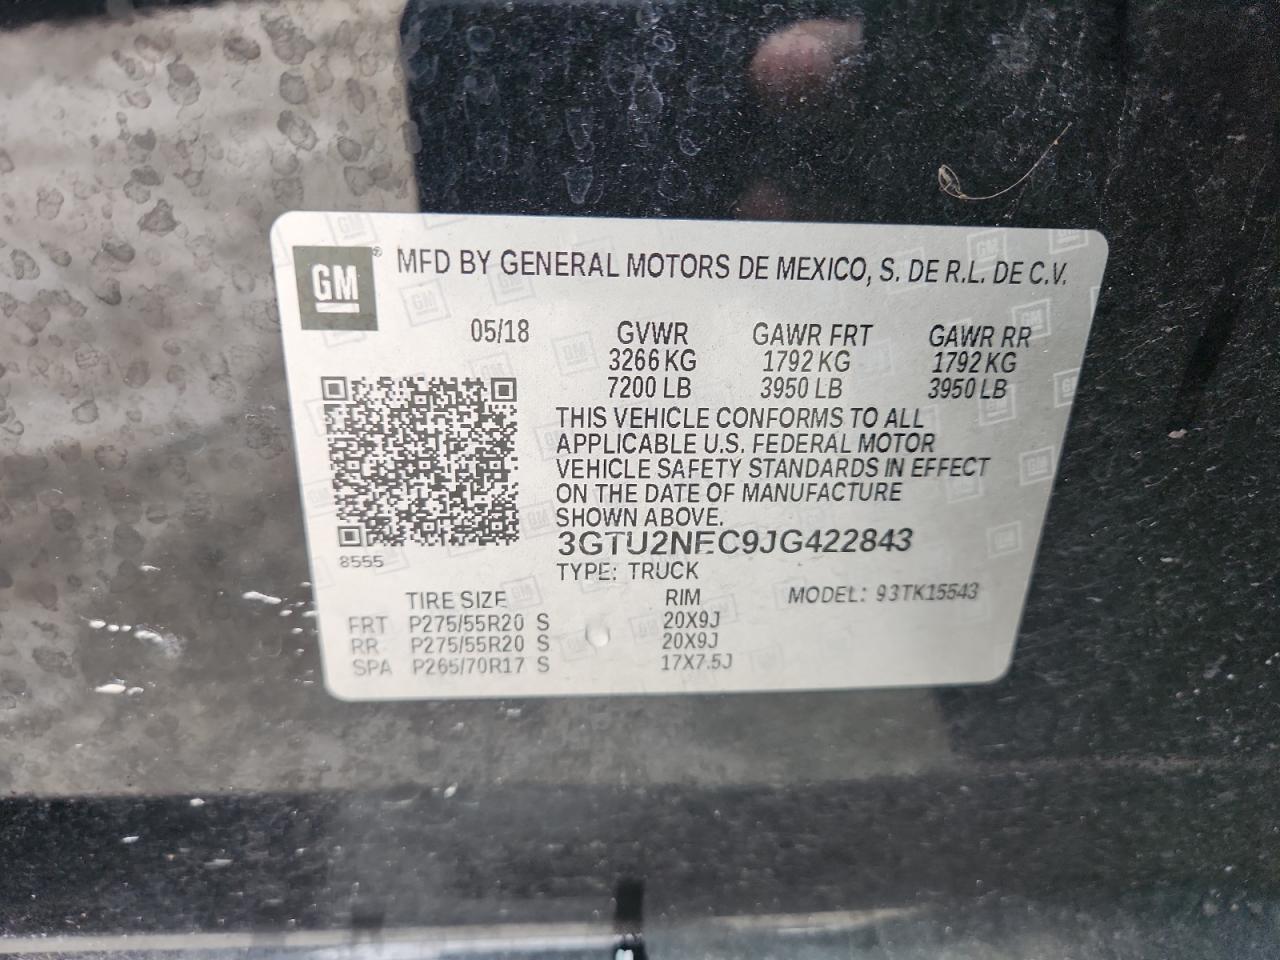 GM® MFD BY GENERAL MOTORS DE MEXICO, S. DE R.L. DE C.V.
05/18 GVWR GAWR FRT GAWR RR
3266 KG 1792 KG 1792 KG
7200 LB 3950 LB 3950 LB
THIS VEHICLE CONFORMS TO ALL
APPLICABLE U.S. FEDERAL MOTOR
VEHICLE SAFETY STANDARDS IN EFFECT
ON THE DATE OF MANUFACTURE
SHOWN ABOVE.
3GTU2NEC9JG422843
8555
TYPE: TRUCK
TIRE SIZE RIM MODEL: 93TK15543
FRT P275/55R20 S 20X9J
RR P275/55R20 S 20X9J
SPA P265/70R17 S 17X7.5J